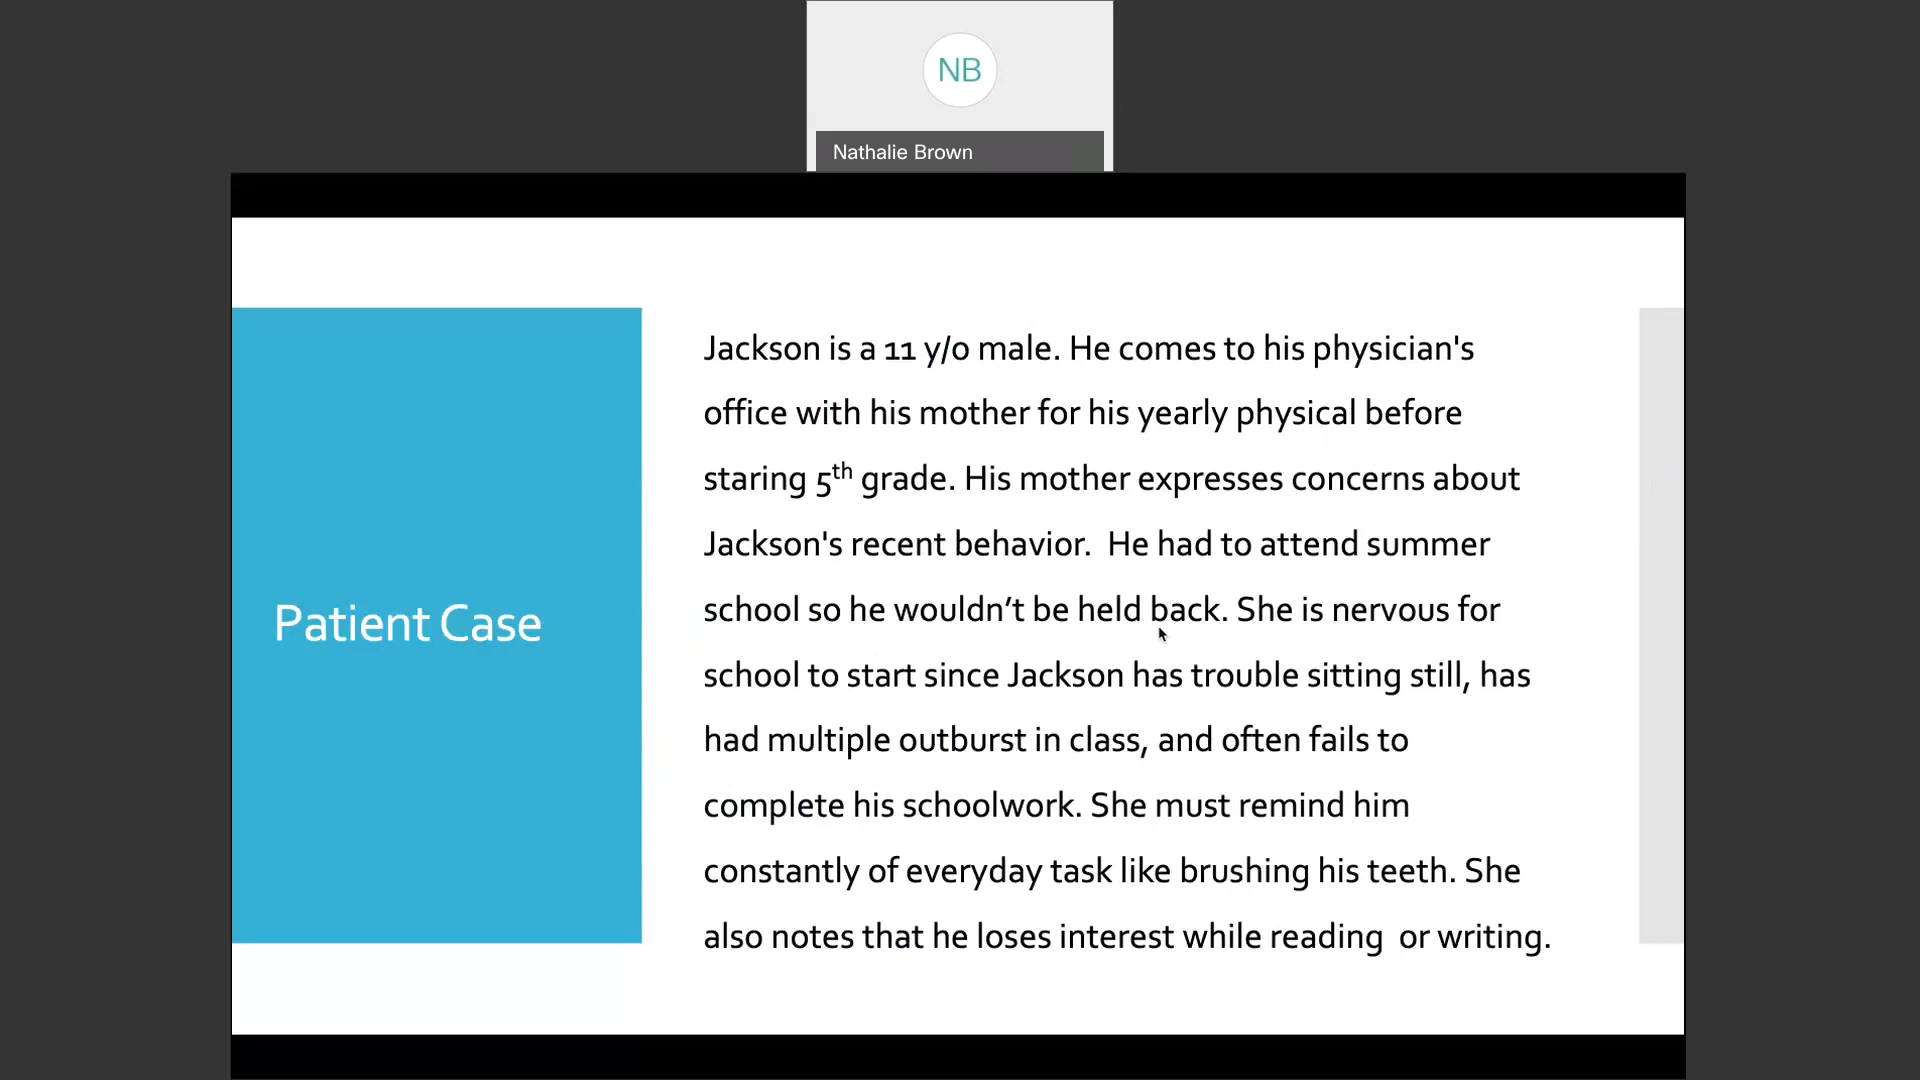 NB
Nathalie Brown
Patient Case
Jackson is a 11 y/o male. He comes to his physician's
office with his mother for his yearly physical before
staring 5th grade. His mother expresses concerns about
Jackson's recent behavior.  He had to attend summer
school so he wouldn’t be held back. She is nervous for
school to start since Jackson has trouble sitting still, has
had multiple outburst in class, and often fails to
complete his schoolwork. She must remind him
constantly of everyday task like brushing his teeth. She
also notes that he loses interest while reading  or writing.